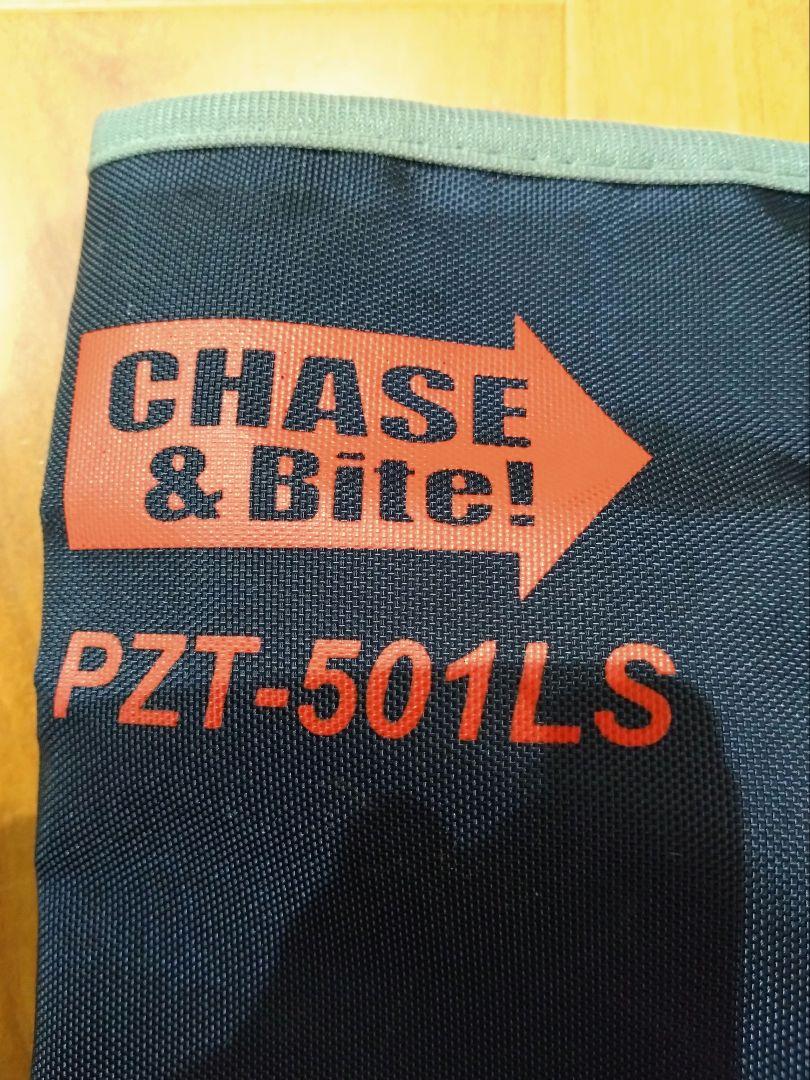 CHASE
& Bite!
PZT-501LS